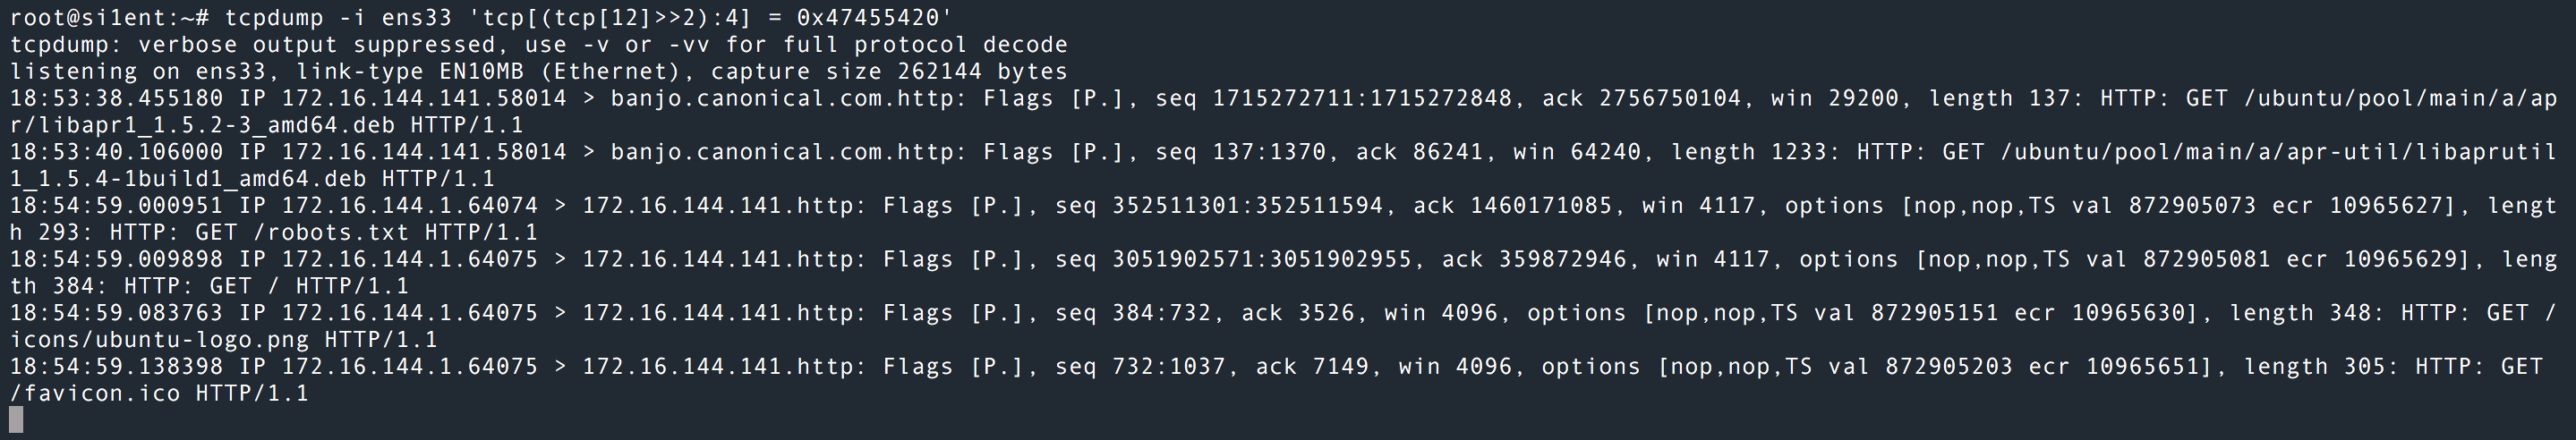 root@si1ent:~# tcpdump -i ens33 'tcp[(tcp[12]>>2):4] = 0x47455420'
tcpdump: verbose output suppressed, use -v or -vv for full protocol decode
listening on ens33, link-type EN10MB (Ethernet), capture size 262144 bytes
18:53:38.455180 IP 172.16.144.141.58014 > banjo.canonical.com.http: Flags [P.], seq 1715272711:1715272848, ack 2756750104, win 29200, length 137: HTTP: GET /ubuntu/pool/main/a/ap
r/libapr1_1.5.2-3_amd64.deb HTTP/1.1
18:53:40.106000 IP 172.16.144.141.58014 > banjo.canonical.com.http: Flags [P.], seq 137:1370, ack 86241, win 64240, length 1233: HTTP: GET /ubuntu/pool/main/a/apr-util/libaprutil
1_1.5.4-1build1_amd64.deb HTTP/1.1
18:54:59.000951 IP 172.16.144.1.64074 > 172.16.144.141.http: Flags [P.], seq 352511301:352511594, ack 1460171085, win 4117, options [nop,nop,TS val 872905073 ecr 10965627], lengt
h 293: HTTP: GET /robots.txt HTTP/1.1
18:54:59.009898 IP 172.16.144.1.64075 > 172.16.144.141.http: Flags [P.], seq 3051902571:3051902955, ack 359872946, win 4117, options [nop,nop,TS val 872905081 ecr 10965629], leng
th 384: HTTP: GET / HTTP/1.1
18:54:59.083763 IP 172.16.144.1.64075 > 172.16.144.141.http: Flags [P.], seq 384:732, ack 3526, win 4096, options [nop,nop,TS val 872905151 ecr 10965630], length 348: HTTP: GET /
icons/ubuntu-logo.png HTTP/1.1
18:54:59.138398 IP 172.16.144.1.64075 > 172.16.144.141.http: Flags [P.], seq 732:1037, ack 7149, win 4096, options [nop,nop,TS val 872905203 ecr 10965651], length 305: HTTP: GET
/favicon.ico HTTP/1.1